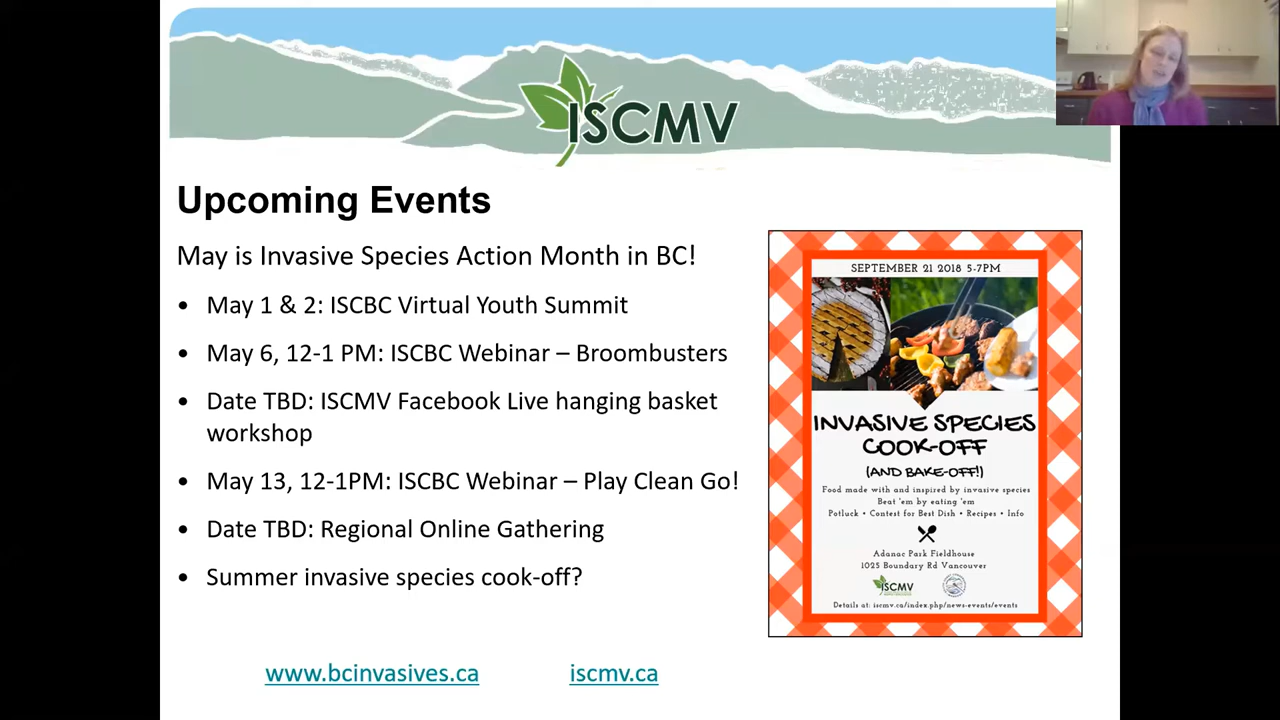 ISCMV
Upcoming Events
May is Invasive Species Action Month in BC!
• May 1 & 2: ISCBC Virtual Youth Summit
• May 6, 12-1 PM: ISCBC Webinar – Broombusters
• Date TBD: ISCMV Facebook Live hanging basket
workshop
• May 13, 12-1PM: ISCBC Webinar – Play Clean Go!
• Date TBD: Regional Online Gathering
• Summer invasive species cook-off?
www.bcinvasives.ca iscmv.ca
SEPTEMBER 21 2018 5-7PM
INVASIVE SPECIES
COOK-OFF
(AND BAKE-OFF!)
Food made with and inspired by invasive species
Beat 'em by eating 'em
Potluck • Contest for Best Dish • Recipes • Info
Adanac Park Fieldhouse
1025 Boundary Rd Vancouver
ISCMV
Details at: iscmv.ca/index.php/news-events/events